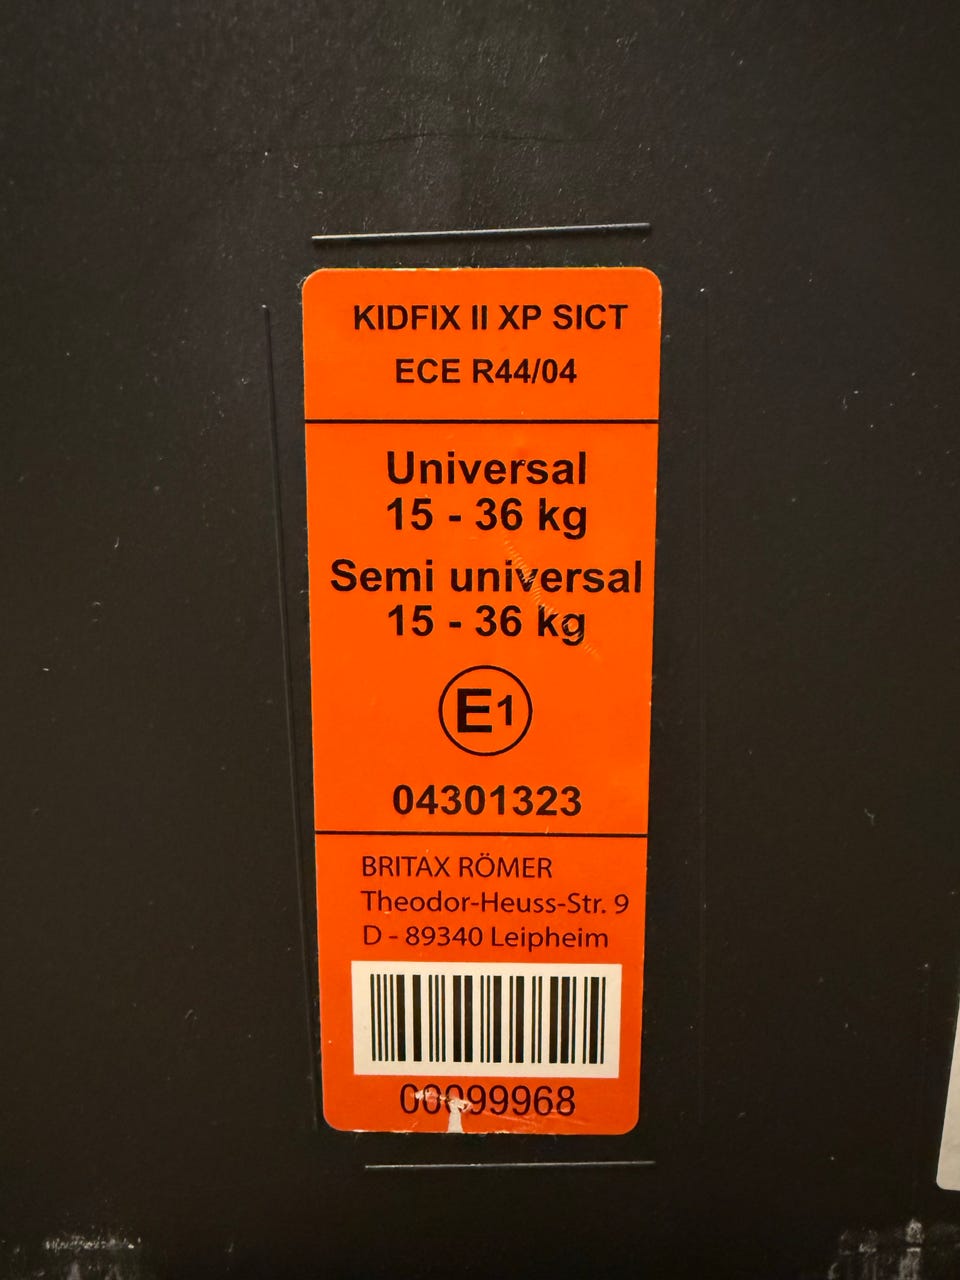 KIDFIX II XP SICT
ECE R44/04
Universal
15 - 36 kg
Semi universal
15 - 36 kg
E1
04301323
BRITAX RÖMER
Theodor-Heuss-Str. 9
D - 89340 Leipheim
00099968